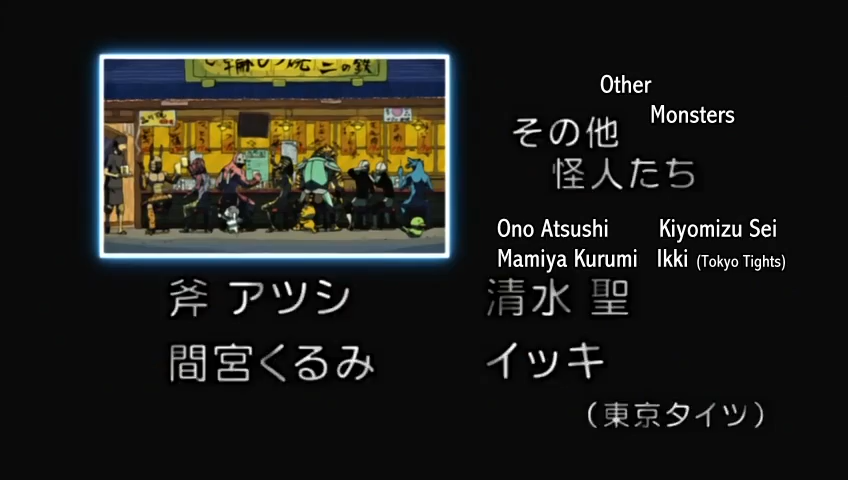 Other
Monsters
その他
怪人たち
Ono Atsushi Kiyomizu Sei
Mamiya Kurumi Ikki (Tokyo Tights)
斧 アツシ 清水 聖
間宮くるみ イッキ
（東京タイツ）